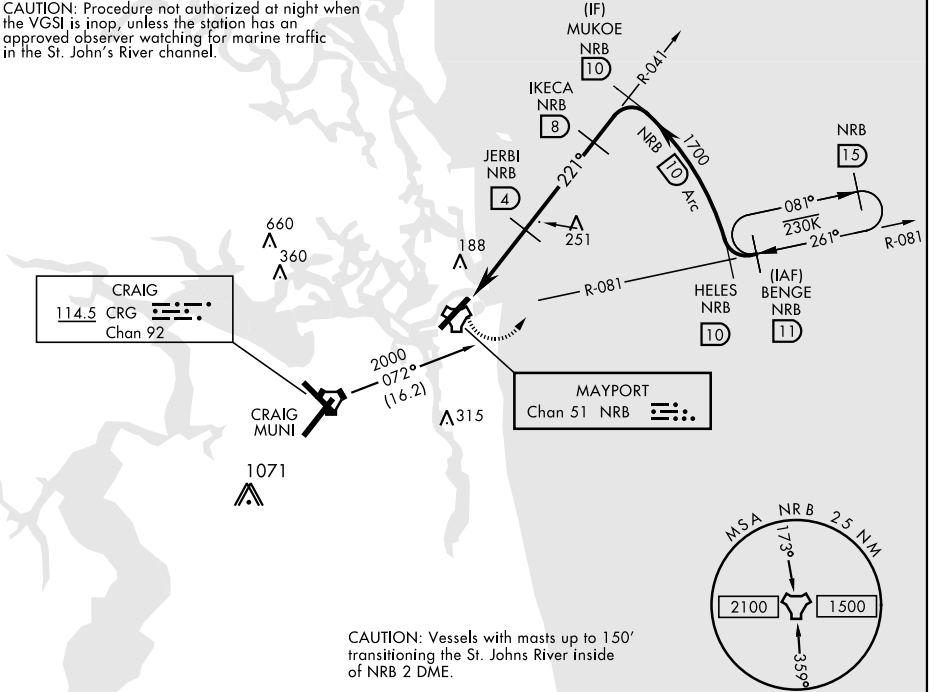 CAUTION: Procedure not authorized at night when
the VGSI is inop, unless the station has an
approved observer watching for marine traffic
in the St. John's River channel.
(IF)
MUKOE
NRB
10
R-041
IKECA
NRB
8
JERBI
NRB
4
221°
NRB 10 Arc
1700
NRB
15
081°
230K
261°
R-081
R-081
HELES
NRB
10
(IAF)
BENGE
NRB
11
251
188
660
360
CRAIG
114.5 CRG
Chan 92
2000
072°
(16.2)
CRAIG
MUNI
315
MAYPORT
Chan 51 NRB
1071
MSA NRB 25 NM
173°
2100
1500
359°
CAUTION: Vessels with masts up to 150'
transitioning the St. Johns River inside
of NRB 2 DME.